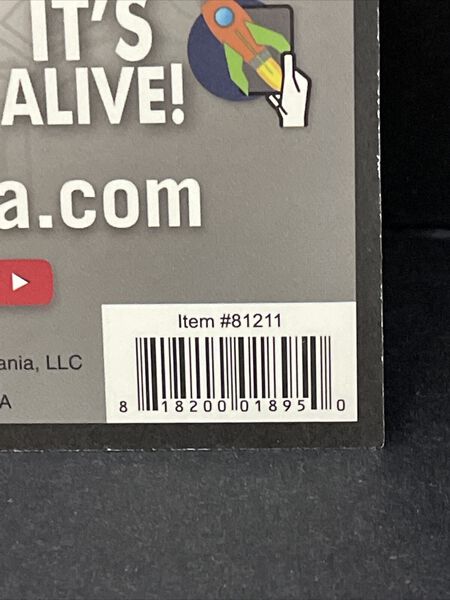 IT'S
ALIVE!
a.com
Item #81211
ania, LLC
A
8 18200 01895 0